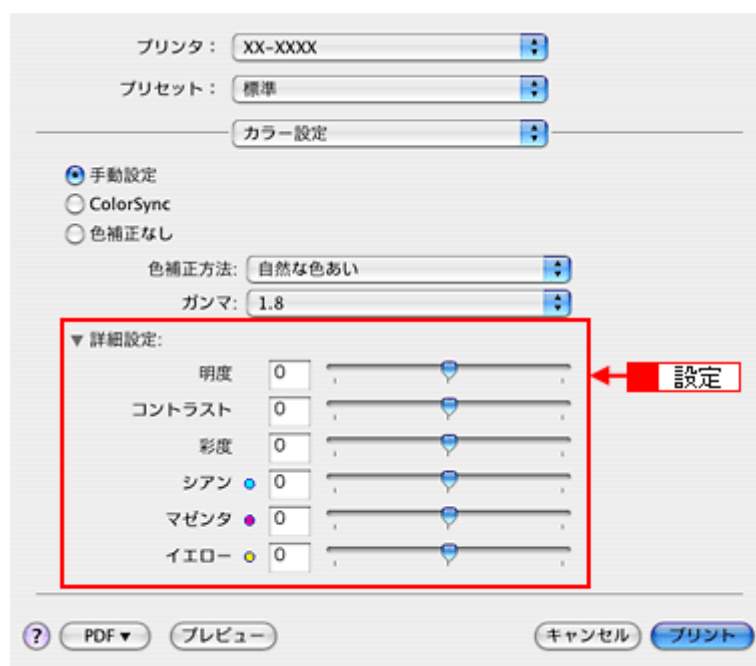 プリンタ： XX-XXXX
プリセット： 標準
カラー設定
手動設定
ColorSync
色補正なし
色補正方法: 自然な色あい
ガンマ: 1.8
▼ 詳細設定:
明度 0
設定
コントラスト 0
彩度 0
シアン 0
マゼンタ 0
イエロー 0
? PDF▼ プレビュー キャンセル プリント